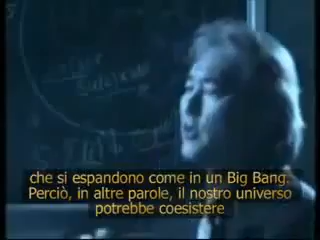 che si espandono come in un Big Bang.
Perciò, in altre parole, il nostro universo
potrebbe coesistere